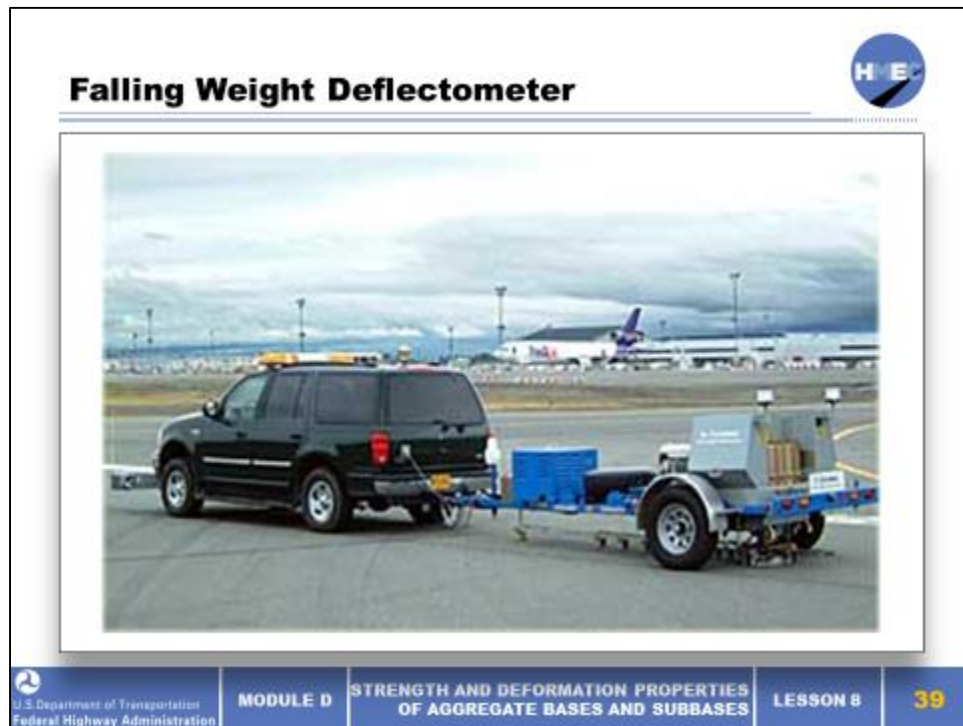 Falling Weight Deflectometer
HMEC
FedEx
U.S. Department of Transportation
Federal Highway Administration
MODULE D
STRENGTH AND DEFORMATION PROPERTIES
OF AGGREGATE BASES AND SUBBASES
LESSON 8
39